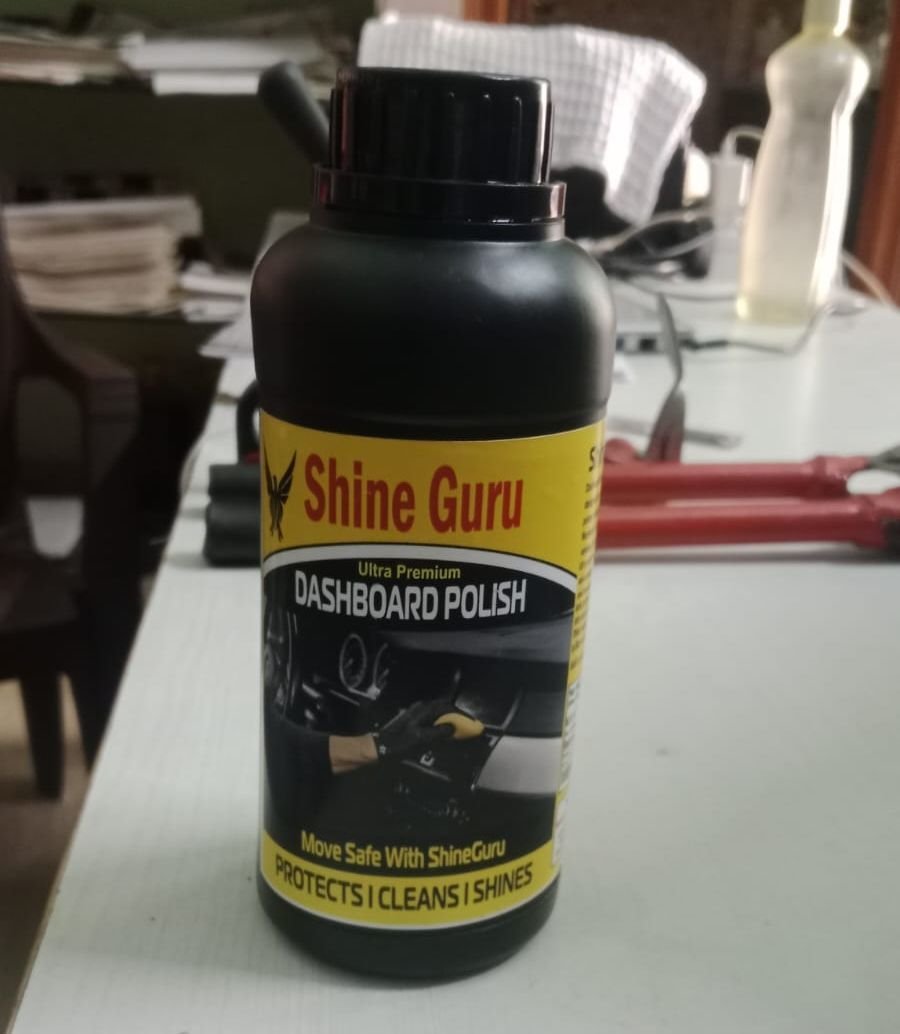 Shine Guru
Ultra Premium
DASHBOARD POLISH
Move Safe With ShineGuru
PROTECTS | CLEANS | SHINES